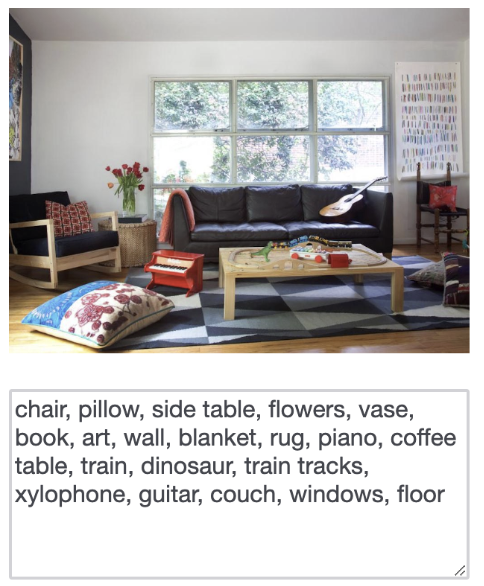 chair, pillow, side table, flowers, vase,
book, art, wall, blanket, rug, piano, coffee
table, train, dinosaur, train tracks,
xylophone, guitar, couch, windows, floor